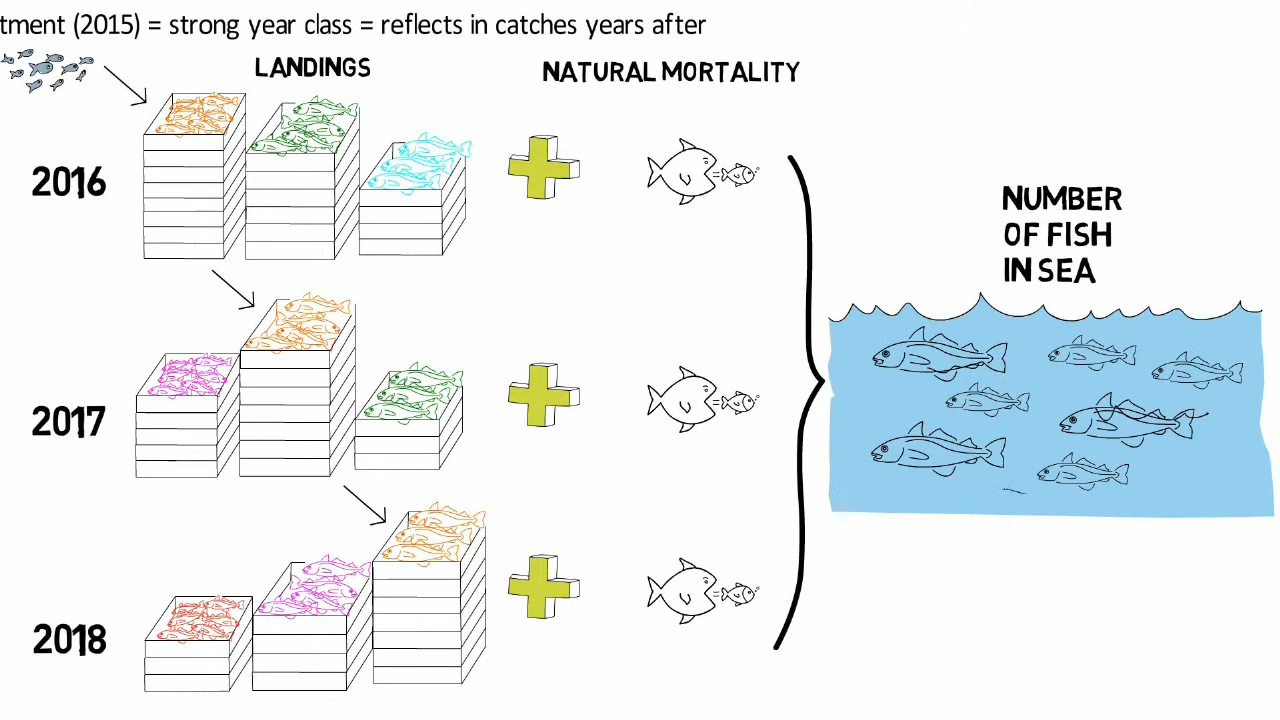 tment (2015) = strong year class = reflects in catches years after
LANDINGS
NATURAL MORTALITY
2016
NUMBER
OF FISH
IN SEA
2017
2018